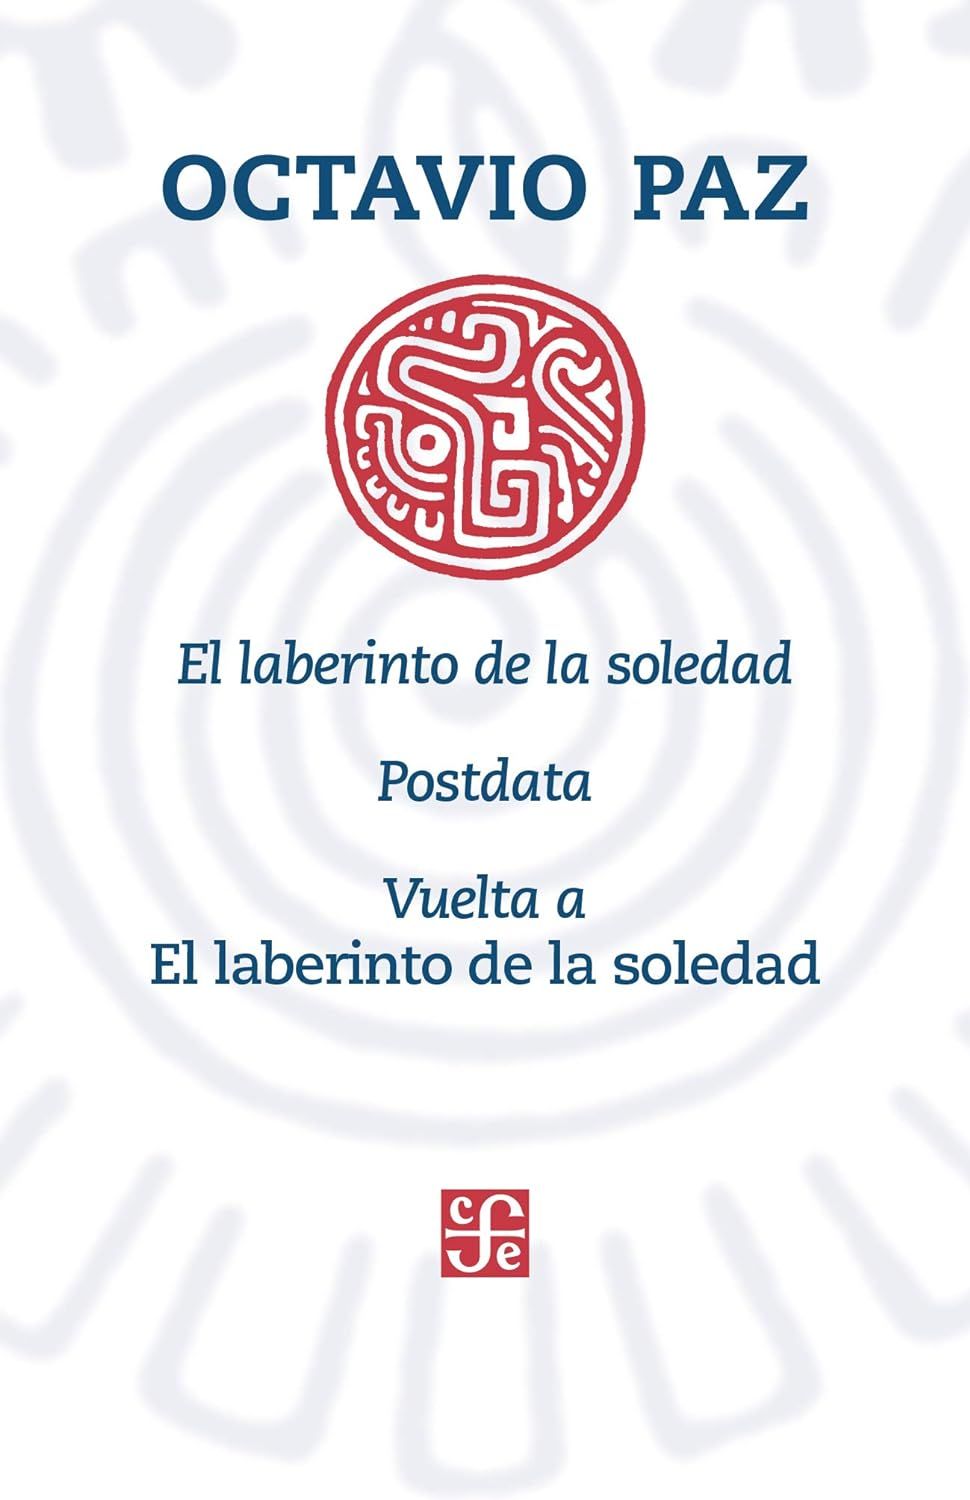 OCTAVIO PAZ
El laberinto de la soledad
Postdata
Vuelta a
El laberinto de la soledad
c
f
e